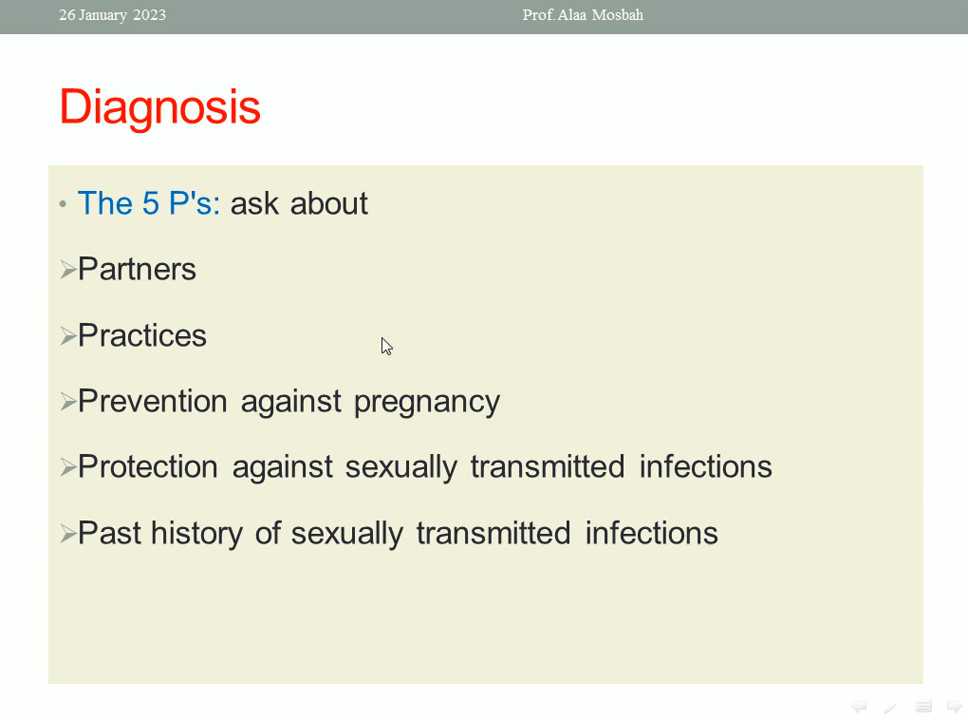 26 January 2023 Prof. Alaa Mosbah
Diagnosis
• The 5 P's: ask about
➢Partners
➢Practices
➢Prevention against pregnancy
➢Protection against sexually transmitted infections
➢Past history of sexually transmitted infections